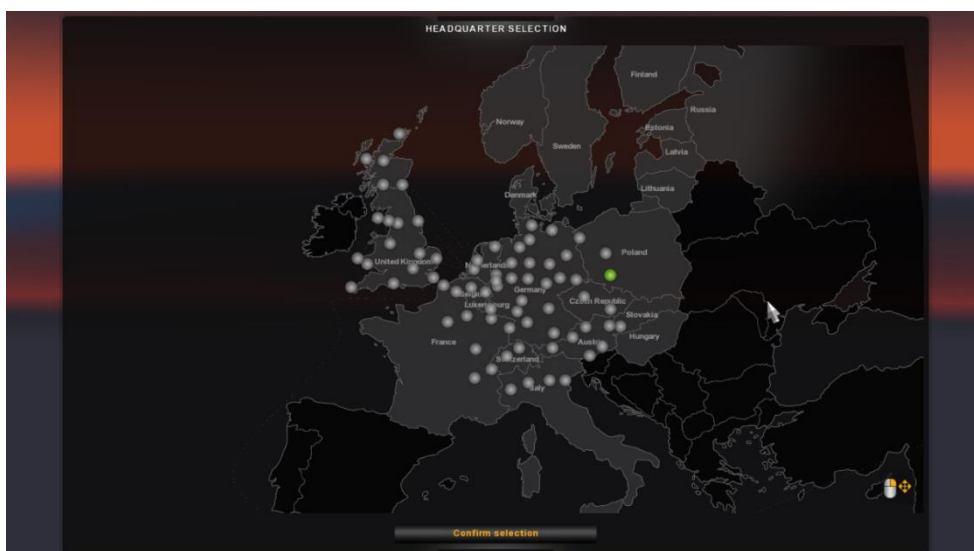 HEADQUARTER SELECTION
Finland
Russia
Norway
Estonia
Sweden
Latvia
Lithuania
Denmark
Poland
United Kingdom
Germany
Czech Republic
Luxembourg
Slovakia
Hungary
France
Austria
Switzerland
Italy
Confirm selection